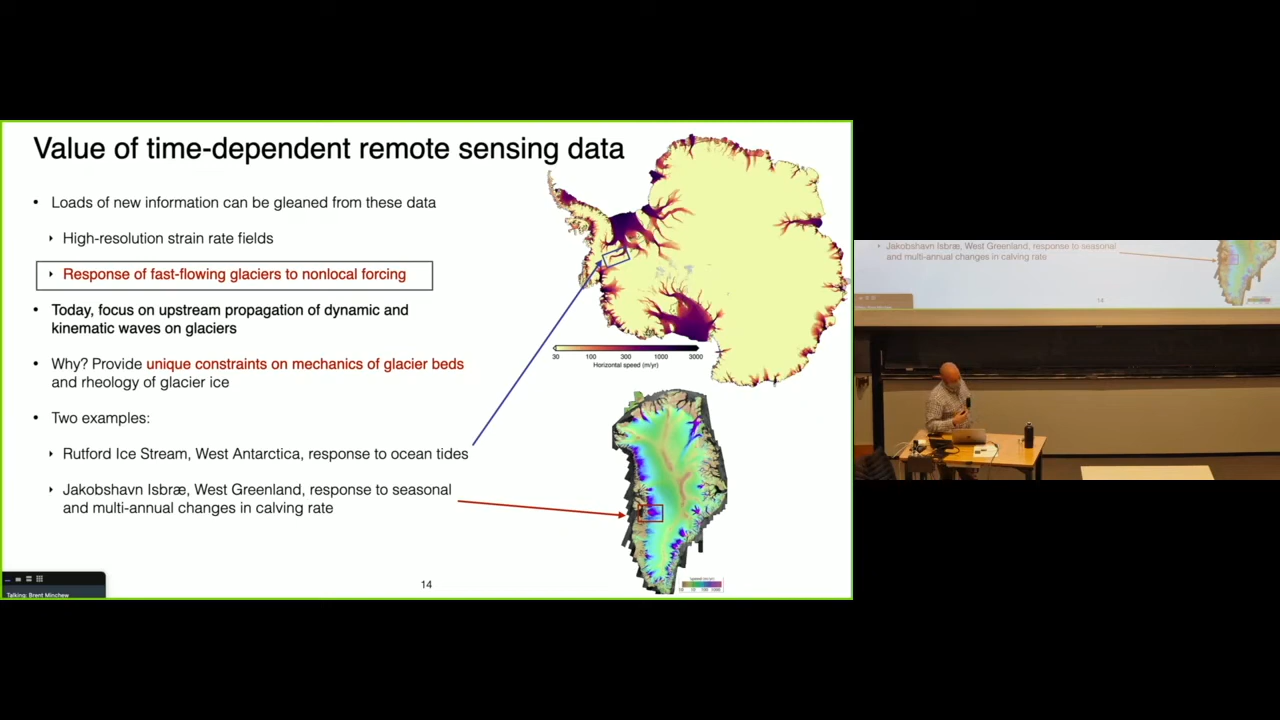 Value of time-dependent remote sensing data
• Loads of new information can be gleaned from these data
‣ High-resolution strain rate fields
‣ Response of fast-flowing glaciers to nonlocal forcing
• Today, focus on upstream propagation of dynamic and
kinematic waves on glaciers
• Why? Provide unique constraints on mechanics of glacier beds
and rheology of glacier ice
• Two examples:
‣ Rutford Ice Stream, West Antarctica, response to ocean tides
‣ Jakobshavn Isbræ, West Greenland, response to seasonal
and multi-annual changes in calving rate
30 100 300 1000 3000
Horizontal speed (m/yr)
14
Talking: Brent Minchew
‣ Jakobshavn Isbræ, West Greenland, response to seasonal
and multi-annual changes in calving rate
14